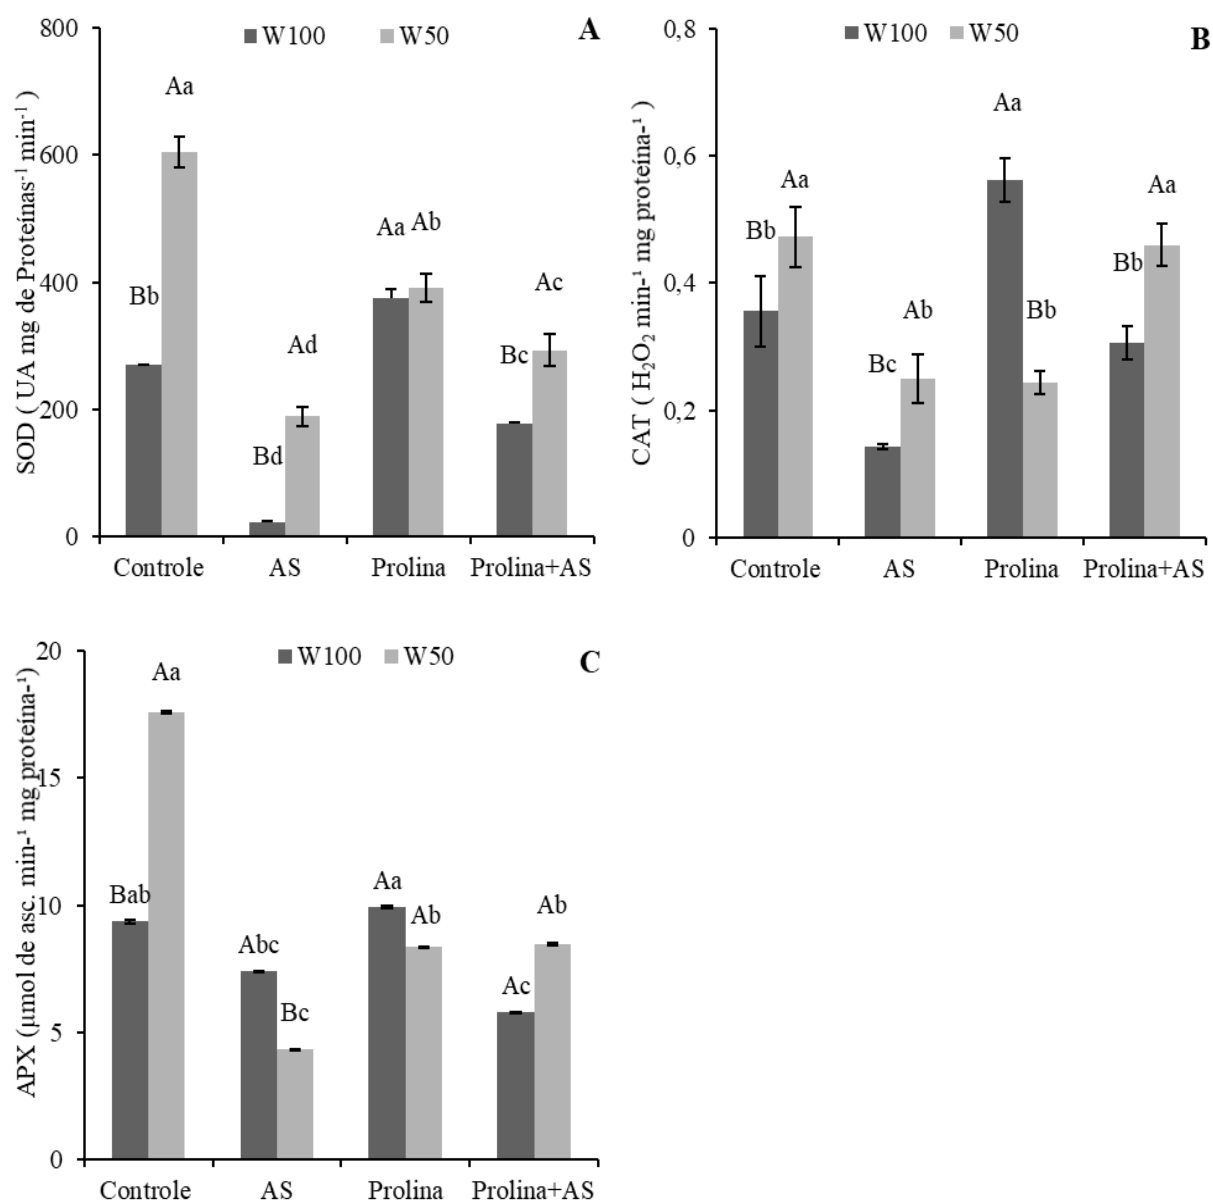 A
W100 W50
SOD ( UA mg de Proteínas⁻¹ min⁻¹ )
800
600
400
200
0
Bb Aa
Bd Ad
Aa Ab
Bc Ac
Controle AS Prolina Prolina+AS
B
W100 W50
CAT ( H₂O₂ min-¹ mg proteína-¹ )
0,8
0,6
0,4
0,2
0
Bb Aa
Bc Ab
Aa Bb
Bb Aa
Controle AS Prolina Prolina+AS
C
W100 W50
APX (µmol de asc. min-¹ mg proteína-¹)
20
15
10
5
0
Bab Aa
Abc Bc
Aa Ab
Ac Ab
Controle AS Prolina Prolina+AS